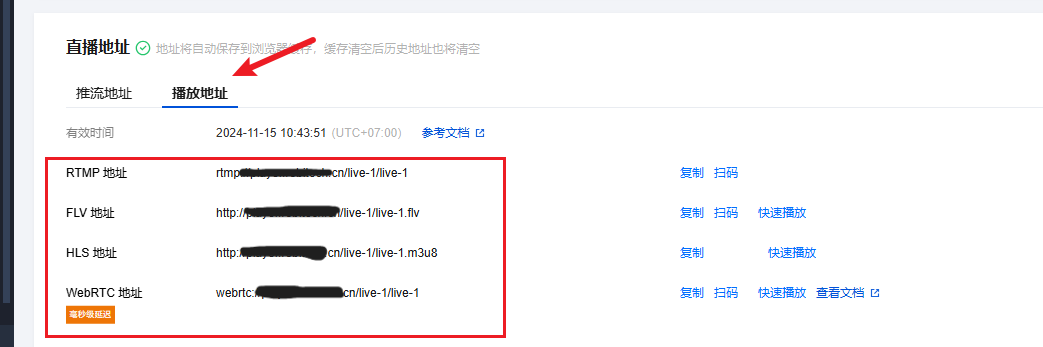 直播地址 地址将自动保存到浏览器缓存，缓存清空后历史地址也将清空
推流地址 播放地址
有效时间 2024-11-15 10:43:51 (UTC+07:00) 参考文档
RTMP 地址 rtmp: cn/live-1/live-1 复制 扫码
FLV 地址 http:// /live-1/live-1.flv 复制 扫码 快速播放
HLS 地址 http: cn/live-1/live-1.m3u8 复制 快速播放
WebRTC 地址 webrtc: cn/live-1/live-1 复制 扫码 快速播放 查看文档
毫秒级延迟